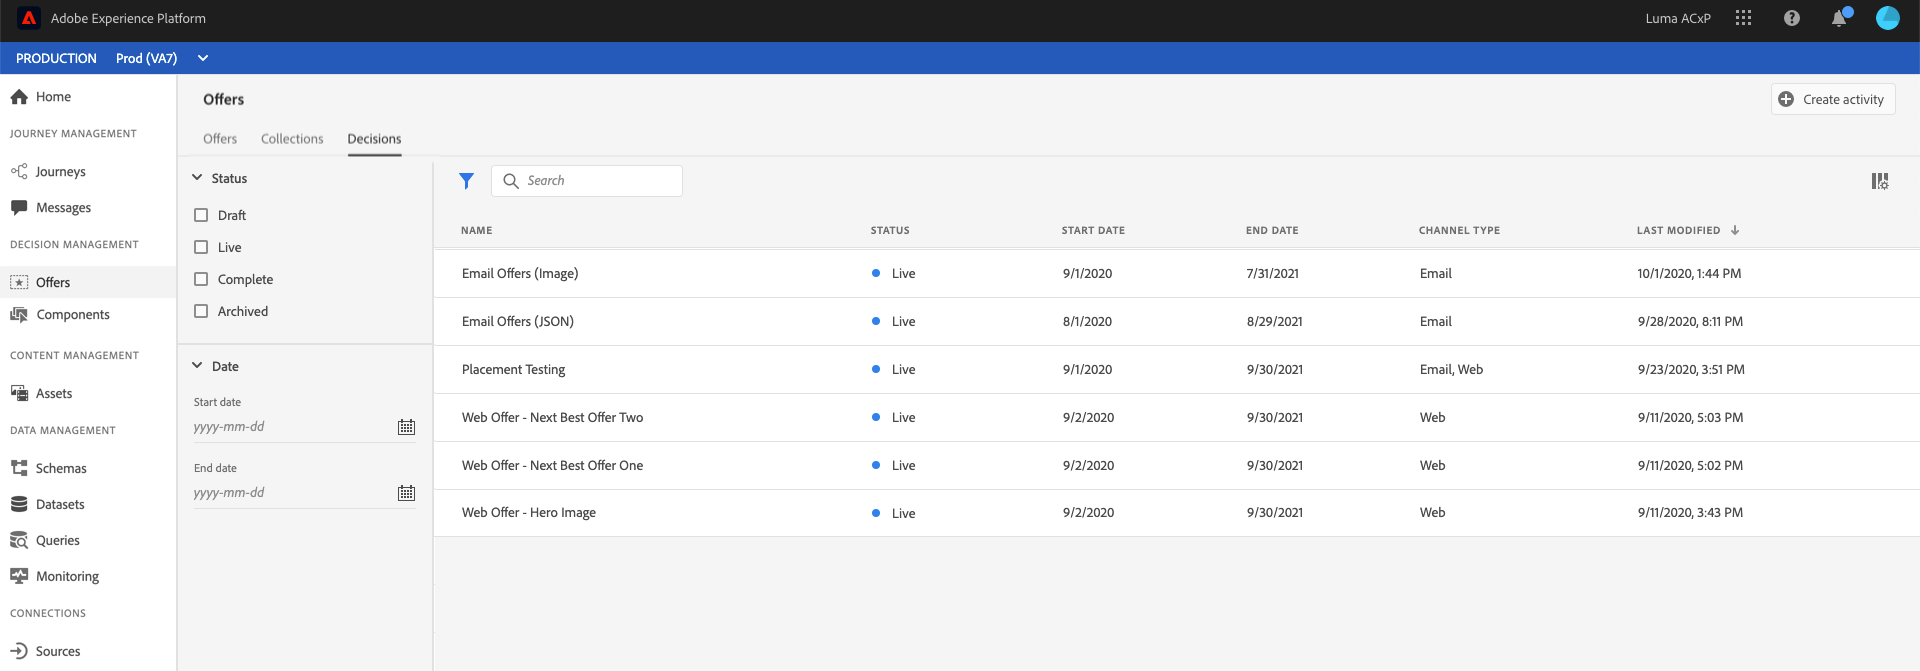 Adobe Experience Platform
Luma ACxP
PRODUCTION Prod (VA7)
Home
JOURNEY MANAGEMENT
Journeys
Messages
DECISION MANAGEMENT
Offers
Components
CONTENT MANAGEMENT
Assets
DATA MANAGEMENT
Schemas
Datasets
Queries
Monitoring
CONNECTIONS
Sources
Offers
Create activity
Offers Collections Decisions
Status
Draft
Live
Complete
Archived
Date
Start date
yyyy-mm-dd
End date
yyyy-mm-dd
Search
NAME STATUS START DATE END DATE CHANNEL TYPE LAST MODIFIED
Email Offers (Image) Live 9/1/2020 7/31/2021 Email 10/1/2020, 1:44 PM
Email Offers (JSON) Live 8/1/2020 8/29/2021 Email 9/28/2020, 8:11 PM
Placement Testing Live 9/1/2020 9/30/2021 Email, Web 9/23/2020, 3:51 PM
Web Offer - Next Best Offer Two Live 9/2/2020 9/30/2021 Web 9/11/2020, 5:03 PM
Web Offer - Next Best Offer One Live 9/2/2020 9/30/2021 Web 9/11/2020, 5:02 PM
Web Offer - Hero Image Live 9/2/2020 9/30/2021 Web 9/11/2020, 3:43 PM